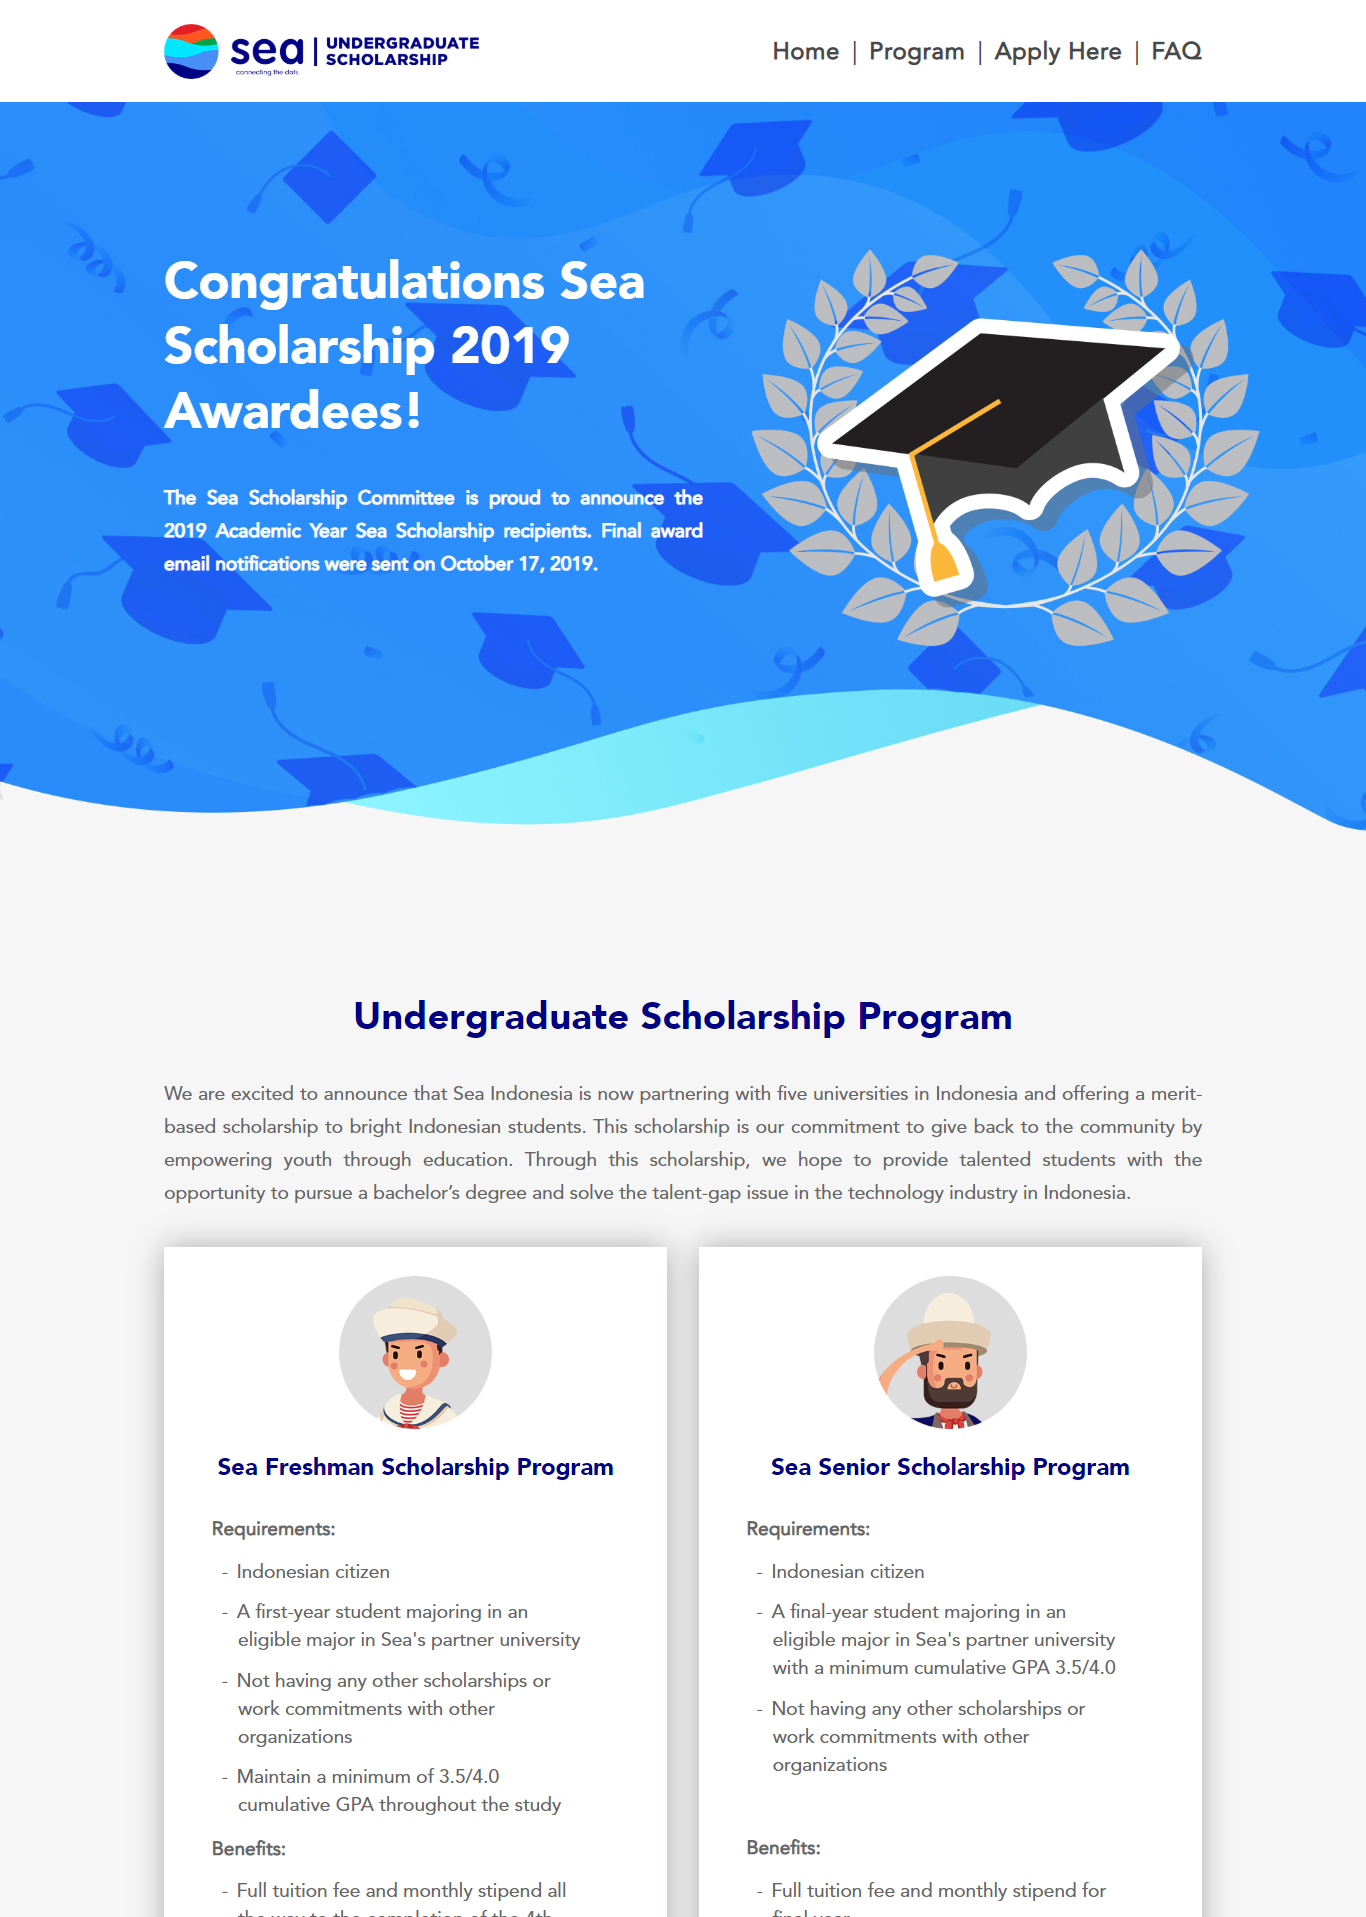 sea
connecting the dots
UNDERGRADUATE
SCHOLARSHIP
Home | Program | Apply Here | FAQ
Congratulations Sea
Scholarship 2019
Awardees!
The Sea Scholarship Committee is proud to announce the
2019 Academic Year Sea Scholarship recipients. Final award
email notifications were sent on October 17, 2019.
Undergraduate Scholarship Program
We are excited to announce that Sea Indonesia is now partnering with five universities in Indonesia and offering a merit-
based scholarship to bright Indonesian students. This scholarship is our commitment to give back to the community by
empowering youth through education. Through this scholarship, we hope to provide talented students with the
opportunity to pursue a bachelor’s degree and solve the talent-gap issue in the technology industry in Indonesia.
Sea Freshman Scholarship Program
Requirements:
- Indonesian citizen
- A first-year student majoring in an
eligible major in Sea's partner university
- Not having any other scholarships or
work commitments with other
organizations
- Maintain a minimum of 3.5/4.0
cumulative GPA throughout the study
Benefits:
- Full tuition fee and monthly stipend all
the way to the completion of the 4th
Sea Senior Scholarship Program
Requirements:
- Indonesian citizen
- A final-year student majoring in an
eligible major in Sea's partner university
with a minimum cumulative GPA 3.5/4.0
- Not having any other scholarships or
work commitments with other
organizations
Benefits:
- Full tuition fee and monthly stipend for
final year